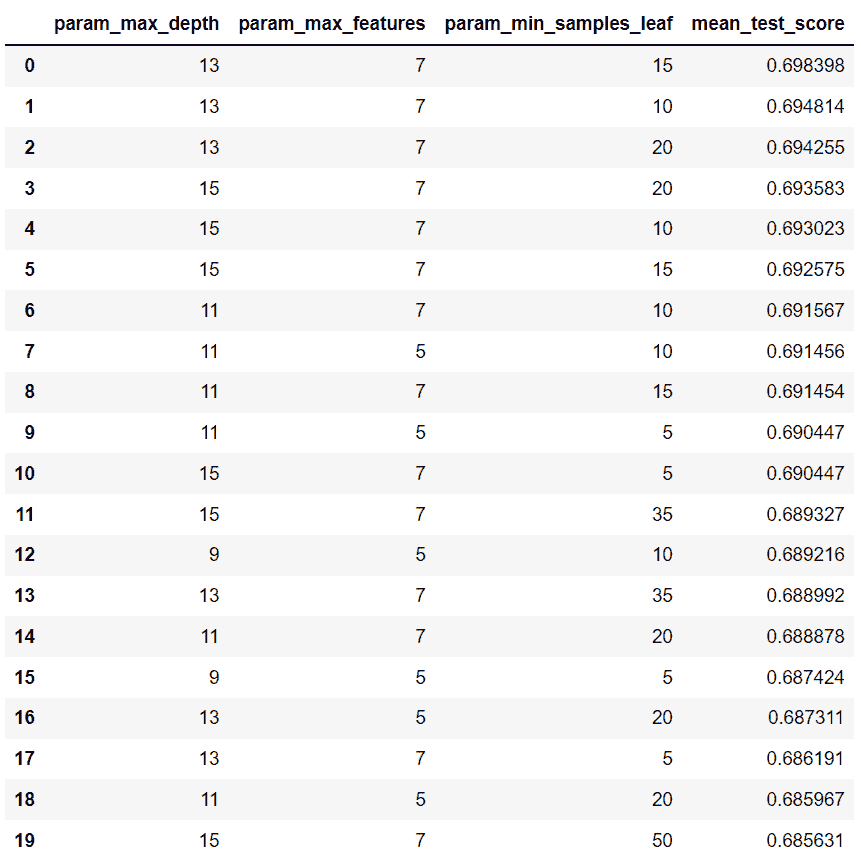 param_max_depth param_max_features param_min_samples_leaf mean_test_score
0 13 7 15 0.698398
1 13 7 10 0.694814
2 13 7 20 0.694255
3 15 7 20 0.693583
4 15 7 10 0.693023
5 15 7 15 0.692575
6 11 7 10 0.691567
7 11 5 10 0.691456
8 11 7 15 0.691454
9 11 5 5 0.690447
10 15 7 5 0.690447
11 15 7 35 0.689327
12 9 5 10 0.689216
13 13 7 35 0.688992
14 11 7 20 0.688878
15 9 5 5 0.687424
16 13 5 20 0.687311
17 13 7 5 0.686191
18 11 5 20 0.685967
19 15 7 50 0.685631